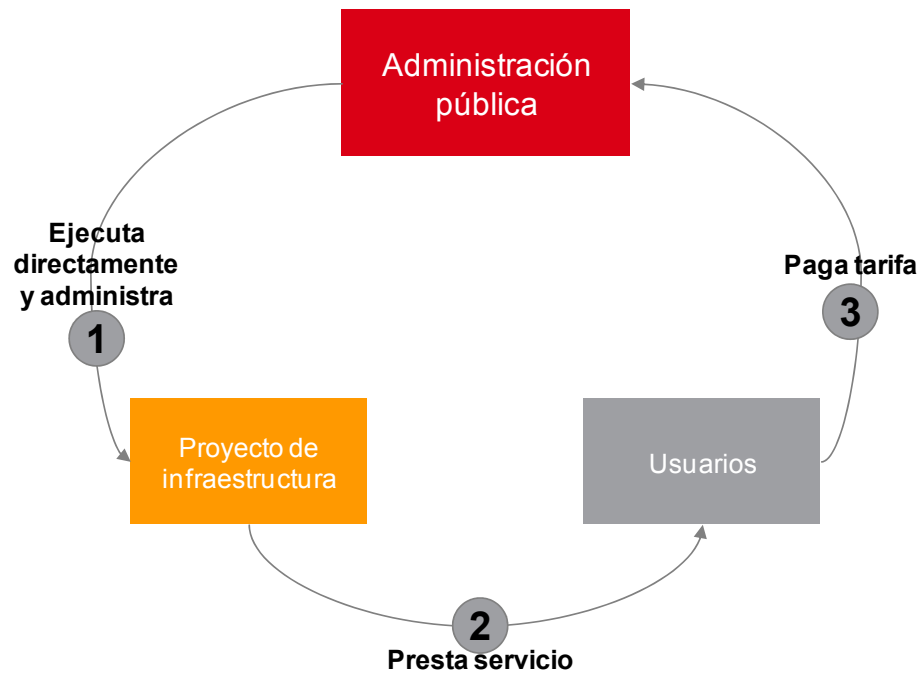 Administración
pública
Ejecuta
directamente
y administra
1
Paga tarifa
3
Proyecto de
infraestructura
Usuarios
2
Presta servicio